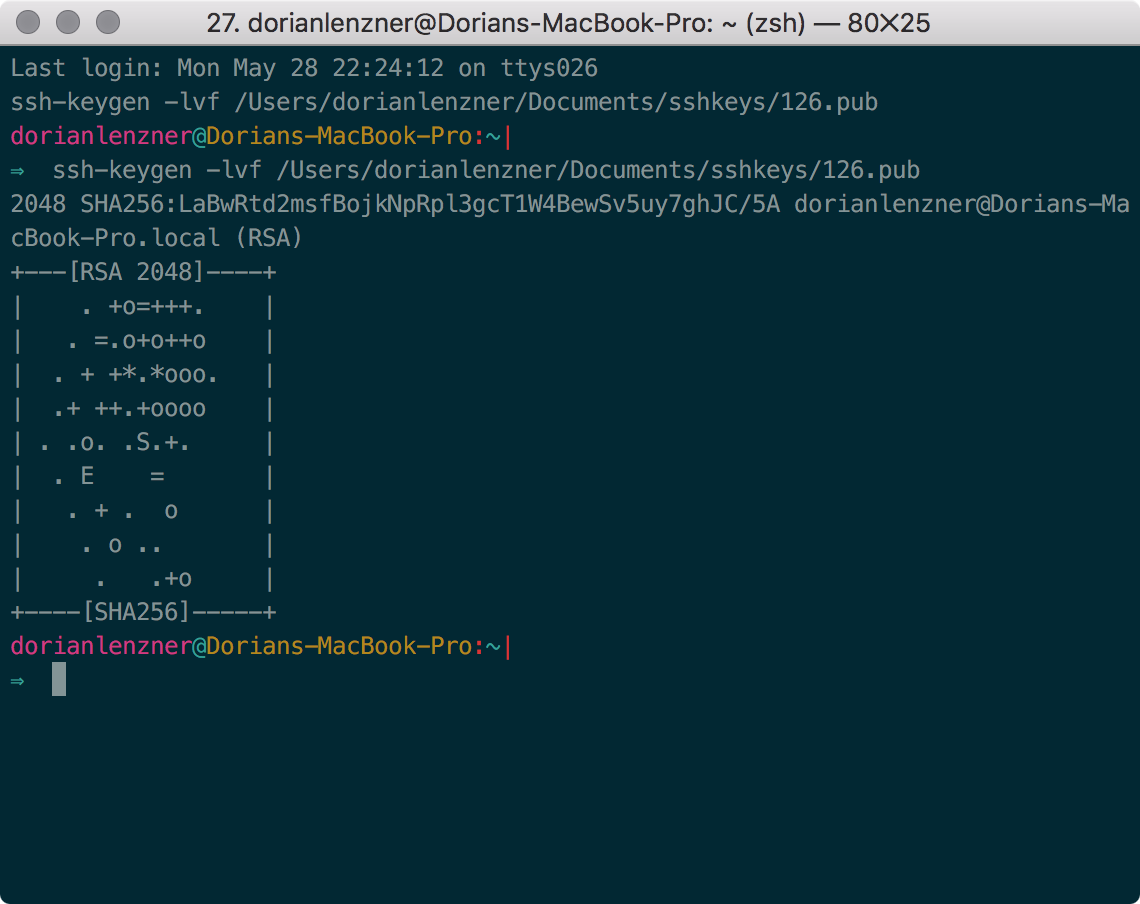 27. dorianlenzner@Dorians-MacBook-Pro: ~ (zsh) — 80✕25
Last login: Mon May 28 22:24:12 on ttys026
ssh-keygen -lvf /Users/dorianlenzner/Documents/sshkeys/126.pub
dorianlenzner@Dorians-MacBook-Pro:~|
⇒  ssh-keygen -lvf /Users/dorianlenzner/Documents/sshkeys/126.pub
2048 SHA256:LaBwRtd2msfBojkNpRpl3gcT1W4BewSv5uy7ghJC/5A dorianlenzner@Dorians-Ma
cBook-Pro.local (RSA)
+---[RSA 2048]----+
|    . +o=+++.    |
|   . =.o+o++o    |
|  . + +*.*ooo.   |
|  .+ ++.+oooo    |
| . .o. .S.+.     |
|  . E    =       |
|   . + .  o      |
|    . o ..       |
|     .   .+o     |
+----[SHA256]-----+
dorianlenzner@Dorians-MacBook-Pro:~|
⇒